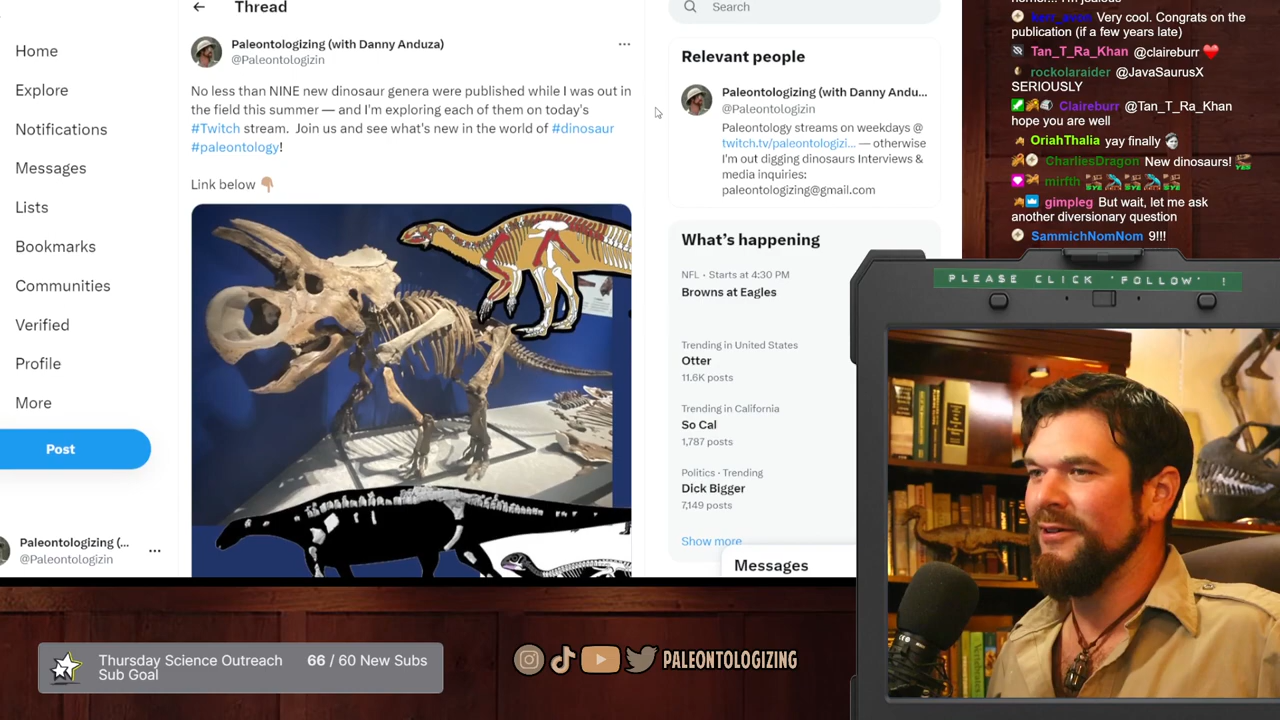 Thread
Search
Home
Explore
Notifications
Messages
Lists
Bookmarks
Communities
Verified
Profile
More
Post
Paleontologizing (...
@Paleontologizin
Paleontologizing (with Danny Anduza)
@Paleontologizin
No less than NINE new dinosaur genera were published while I was out in
the field this summer — and I'm exploring each of them on today's
#Twitch stream. Join us and see what's new in the world of #dinosaur
#paleontology!
Link below 👇🏼
Relevant people
Paleontologizing (with Danny Andu...
@Paleontologizin
Paleontology streams on weekdays @
twitch.tv/paleontologizi... — otherwise
I'm out digging dinosaurs Interviews &
media inquiries:
paleontologizing@gmail.com
What's happening
NFL · Starts at 4:30 PM
Browns at Eagles
Trending in United States
Otter
11.6K posts
Trending in California
So Cal
1,787 posts
Politics · Trending
Dick Bigger
7,149 posts
Show more
Messages
Very cool. Congrats on the
publication (if a few years late)
Tan_T_Ra_Khan @claireburr ❤️
rockolaraider @JavaSaurusX
SERIOUSLY
Claireburr @Tan_T_Ra_Khan
hope you are well
OriahThalia yay finally
CharliesDragon New dinosaurs!
mirfth
gimpleg But wait, let me ask
another diversionary question
SammichNomNom 9!!!
PLEASE CLICK 'FOLLOW' !
Thursday Science Outreach
Sub Goal
66 / 60 New Subs
PALEONTOLOGIZING